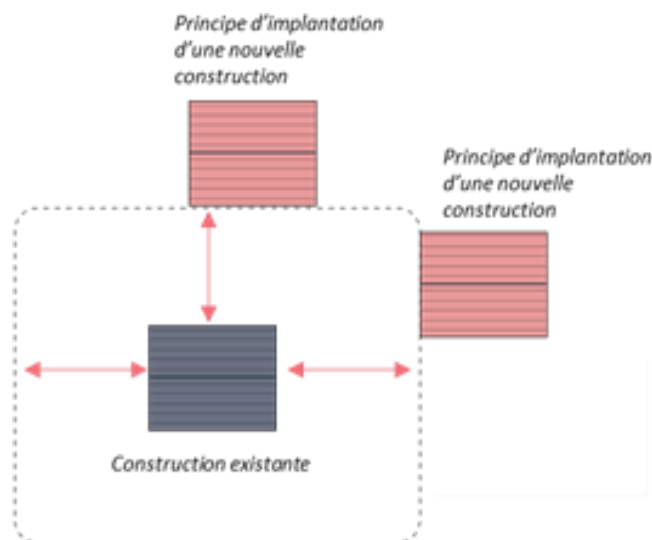 Principe d'implantation
d'une nouvelle
construction
Principe d'implantation
d'une nouvelle
construction
Construction existante